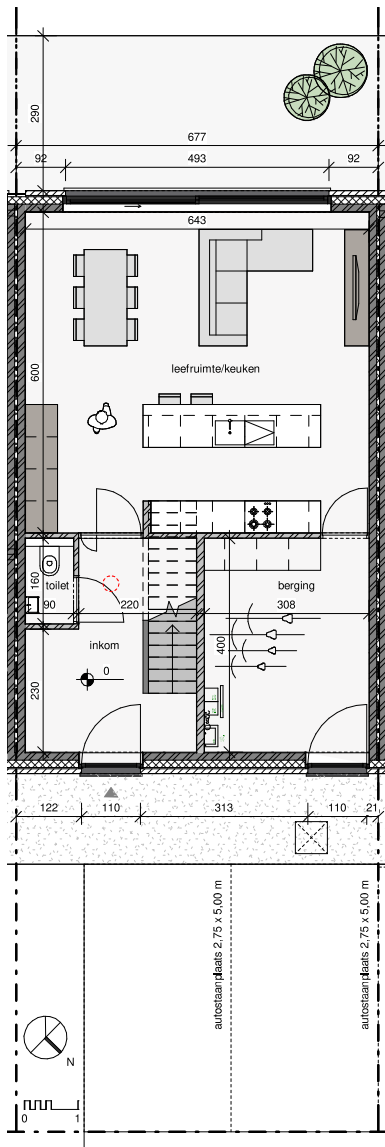 290
677
92 493 92
643
leefruimte/keuken
600
160
toilet
berging
90 220 308
400
inkom
0
230
122 110 313 110 21
autostaanplaats 2,75 x 5,00 m
autostaanplaats 2,75 x 5,00 m
N
0 1